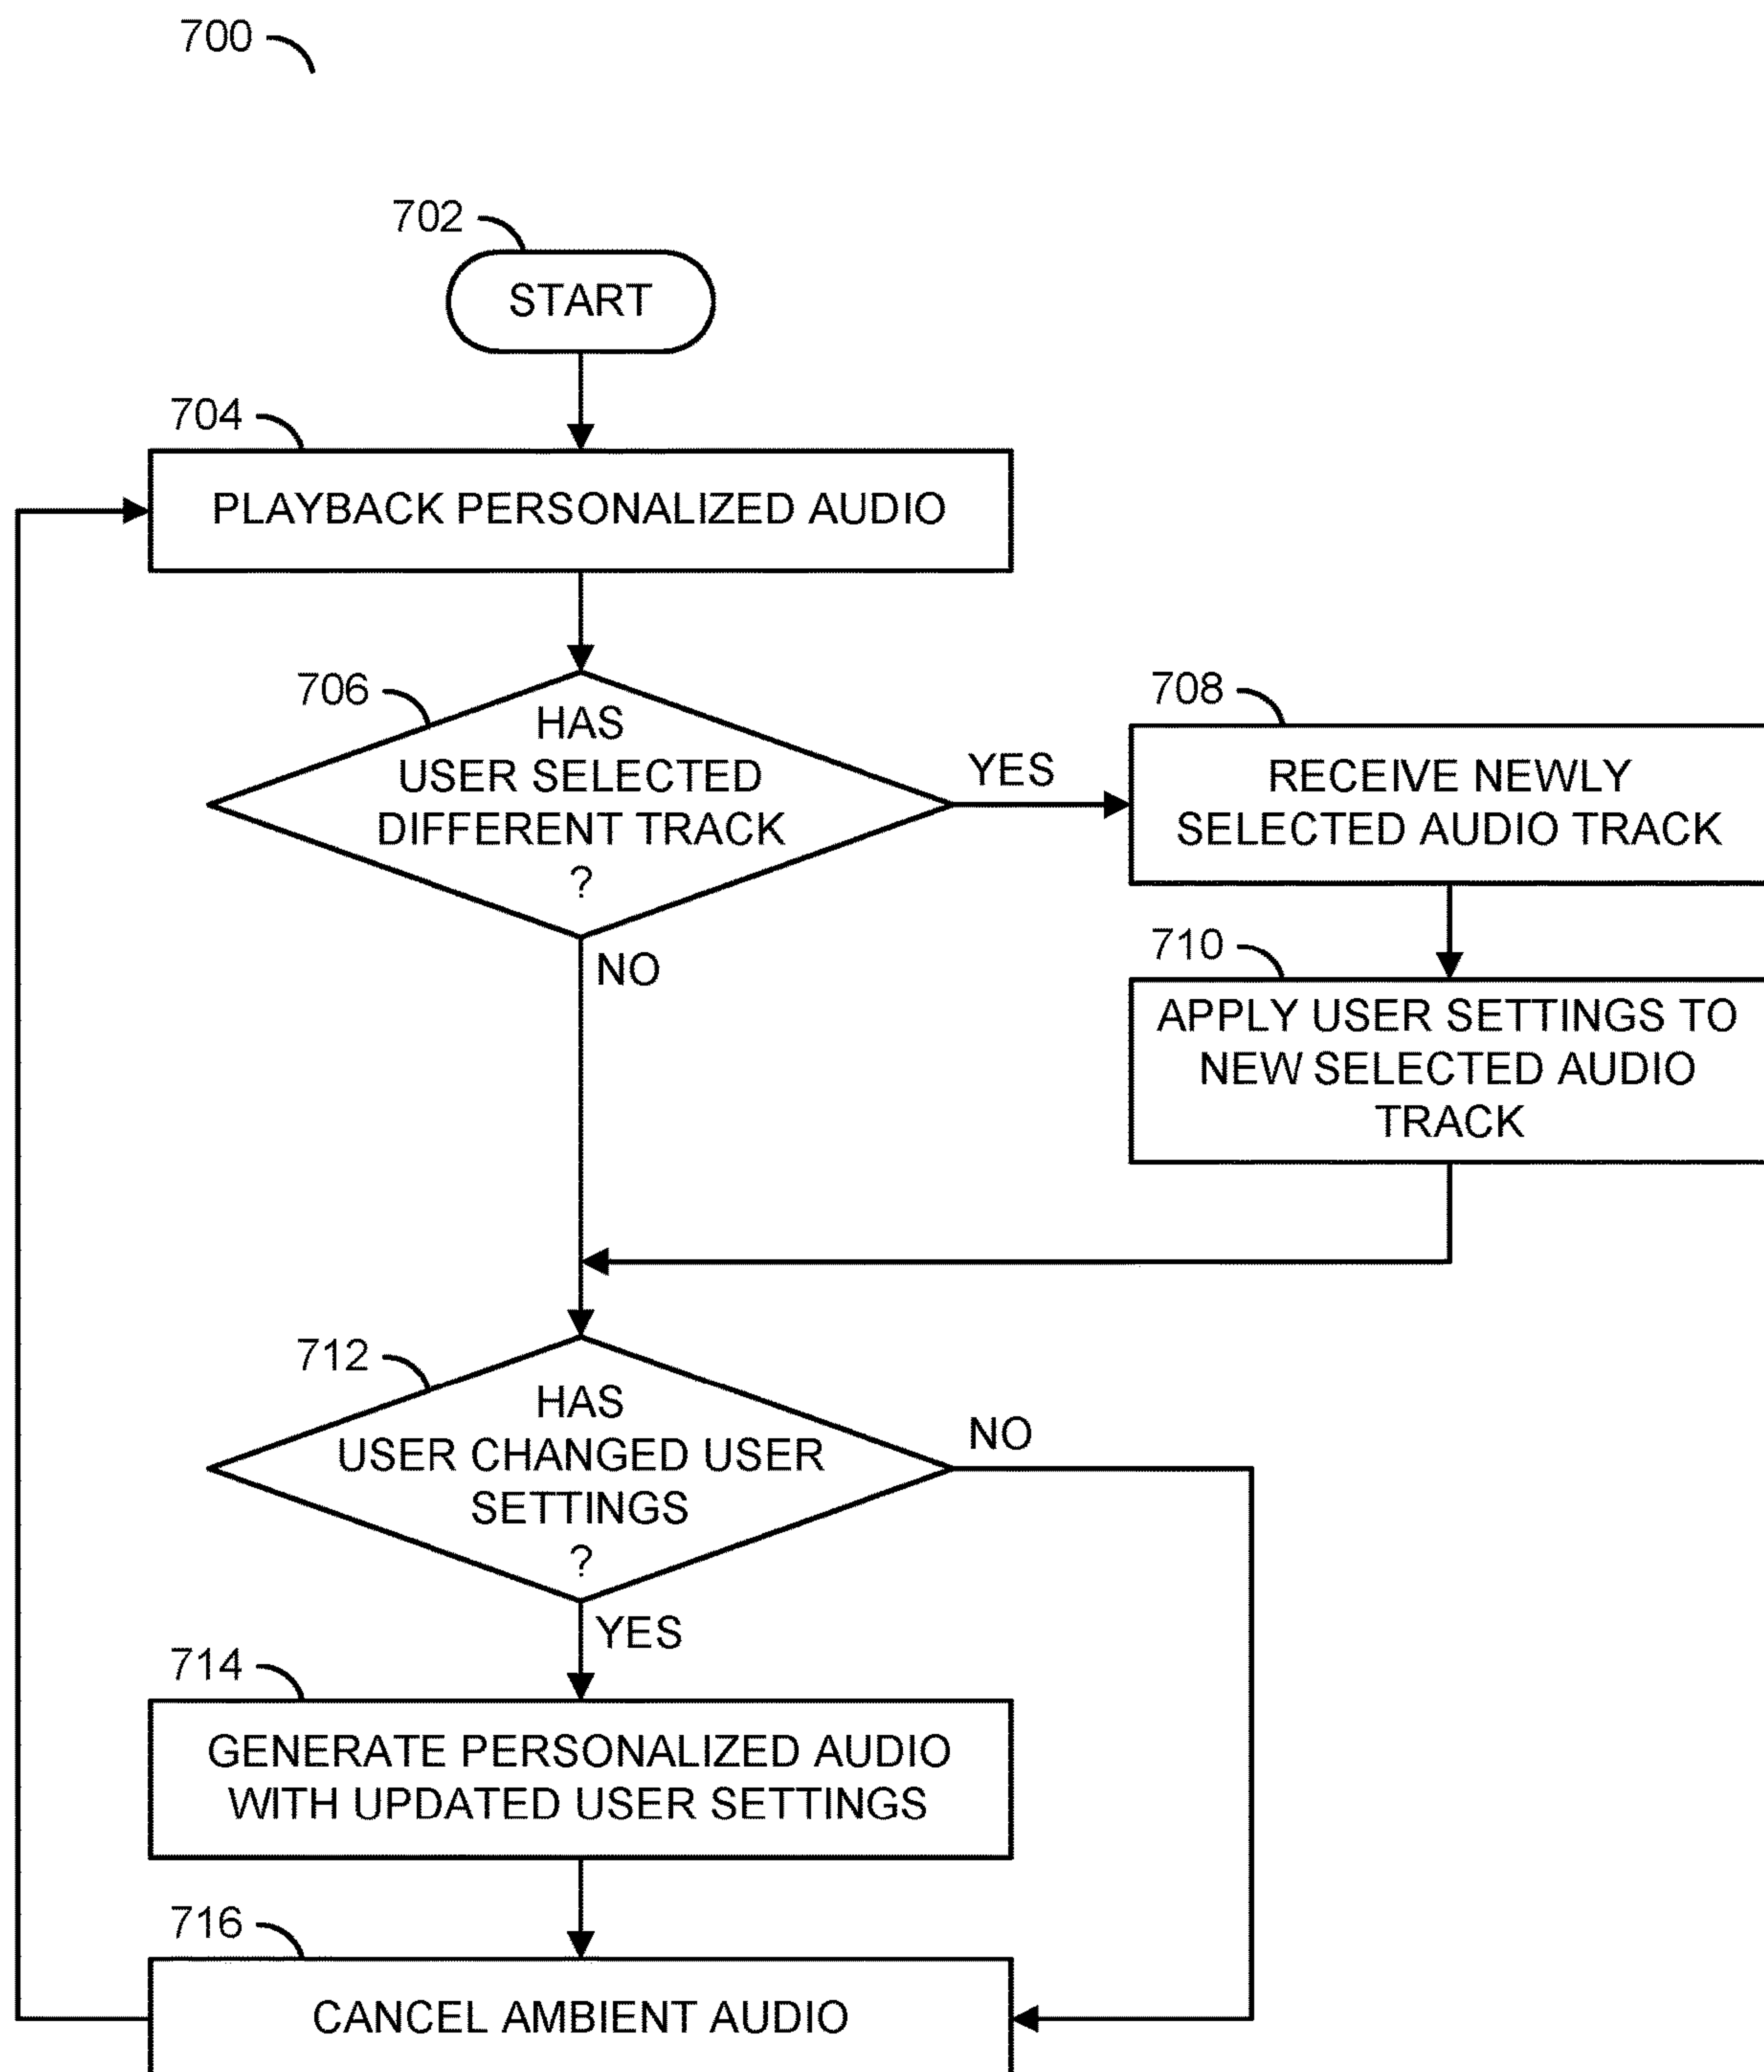 700
702
START
704
PLAYBACK PERSONALIZED AUDIO
706
HAS
USER SELECTED
DIFFERENT TRACK
?
YES
708
RECEIVE NEWLY
SELECTED AUDIO TRACK
NO
710
APPLY USER SETTINGS TO
NEW SELECTED AUDIO
TRACK
712
HAS
USER CHANGED USER
SETTINGS
?
NO
YES
714
GENERATE PERSONALIZED AUDIO
WITH UPDATED USER SETTINGS
716
CANCEL AMBIENT AUDIO